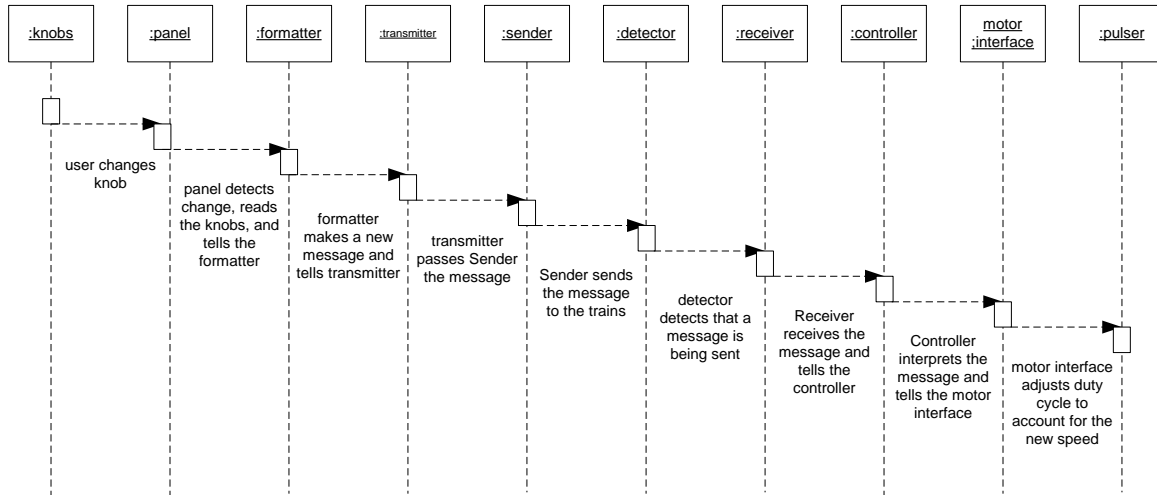 :knobs
:panel
:formatter
:transmitter
:sender
:detector
:receiver
:controller
motor
:interface
:pulser
user changes
knob
panel detects
change, reads
the knobs, and
tells the
formatter
formatter
makes a new
message and
tells transmitter
transmitter
passes Sender
the message
Sender sends
the message
to the trains
detector
detects that a
message is
being sent
Receiver
receives the
message and
tells the
controller
Controller
interprets the
message and
tells the motor
interface
motor interface
adjusts duty
cycle to
account for the
new speed